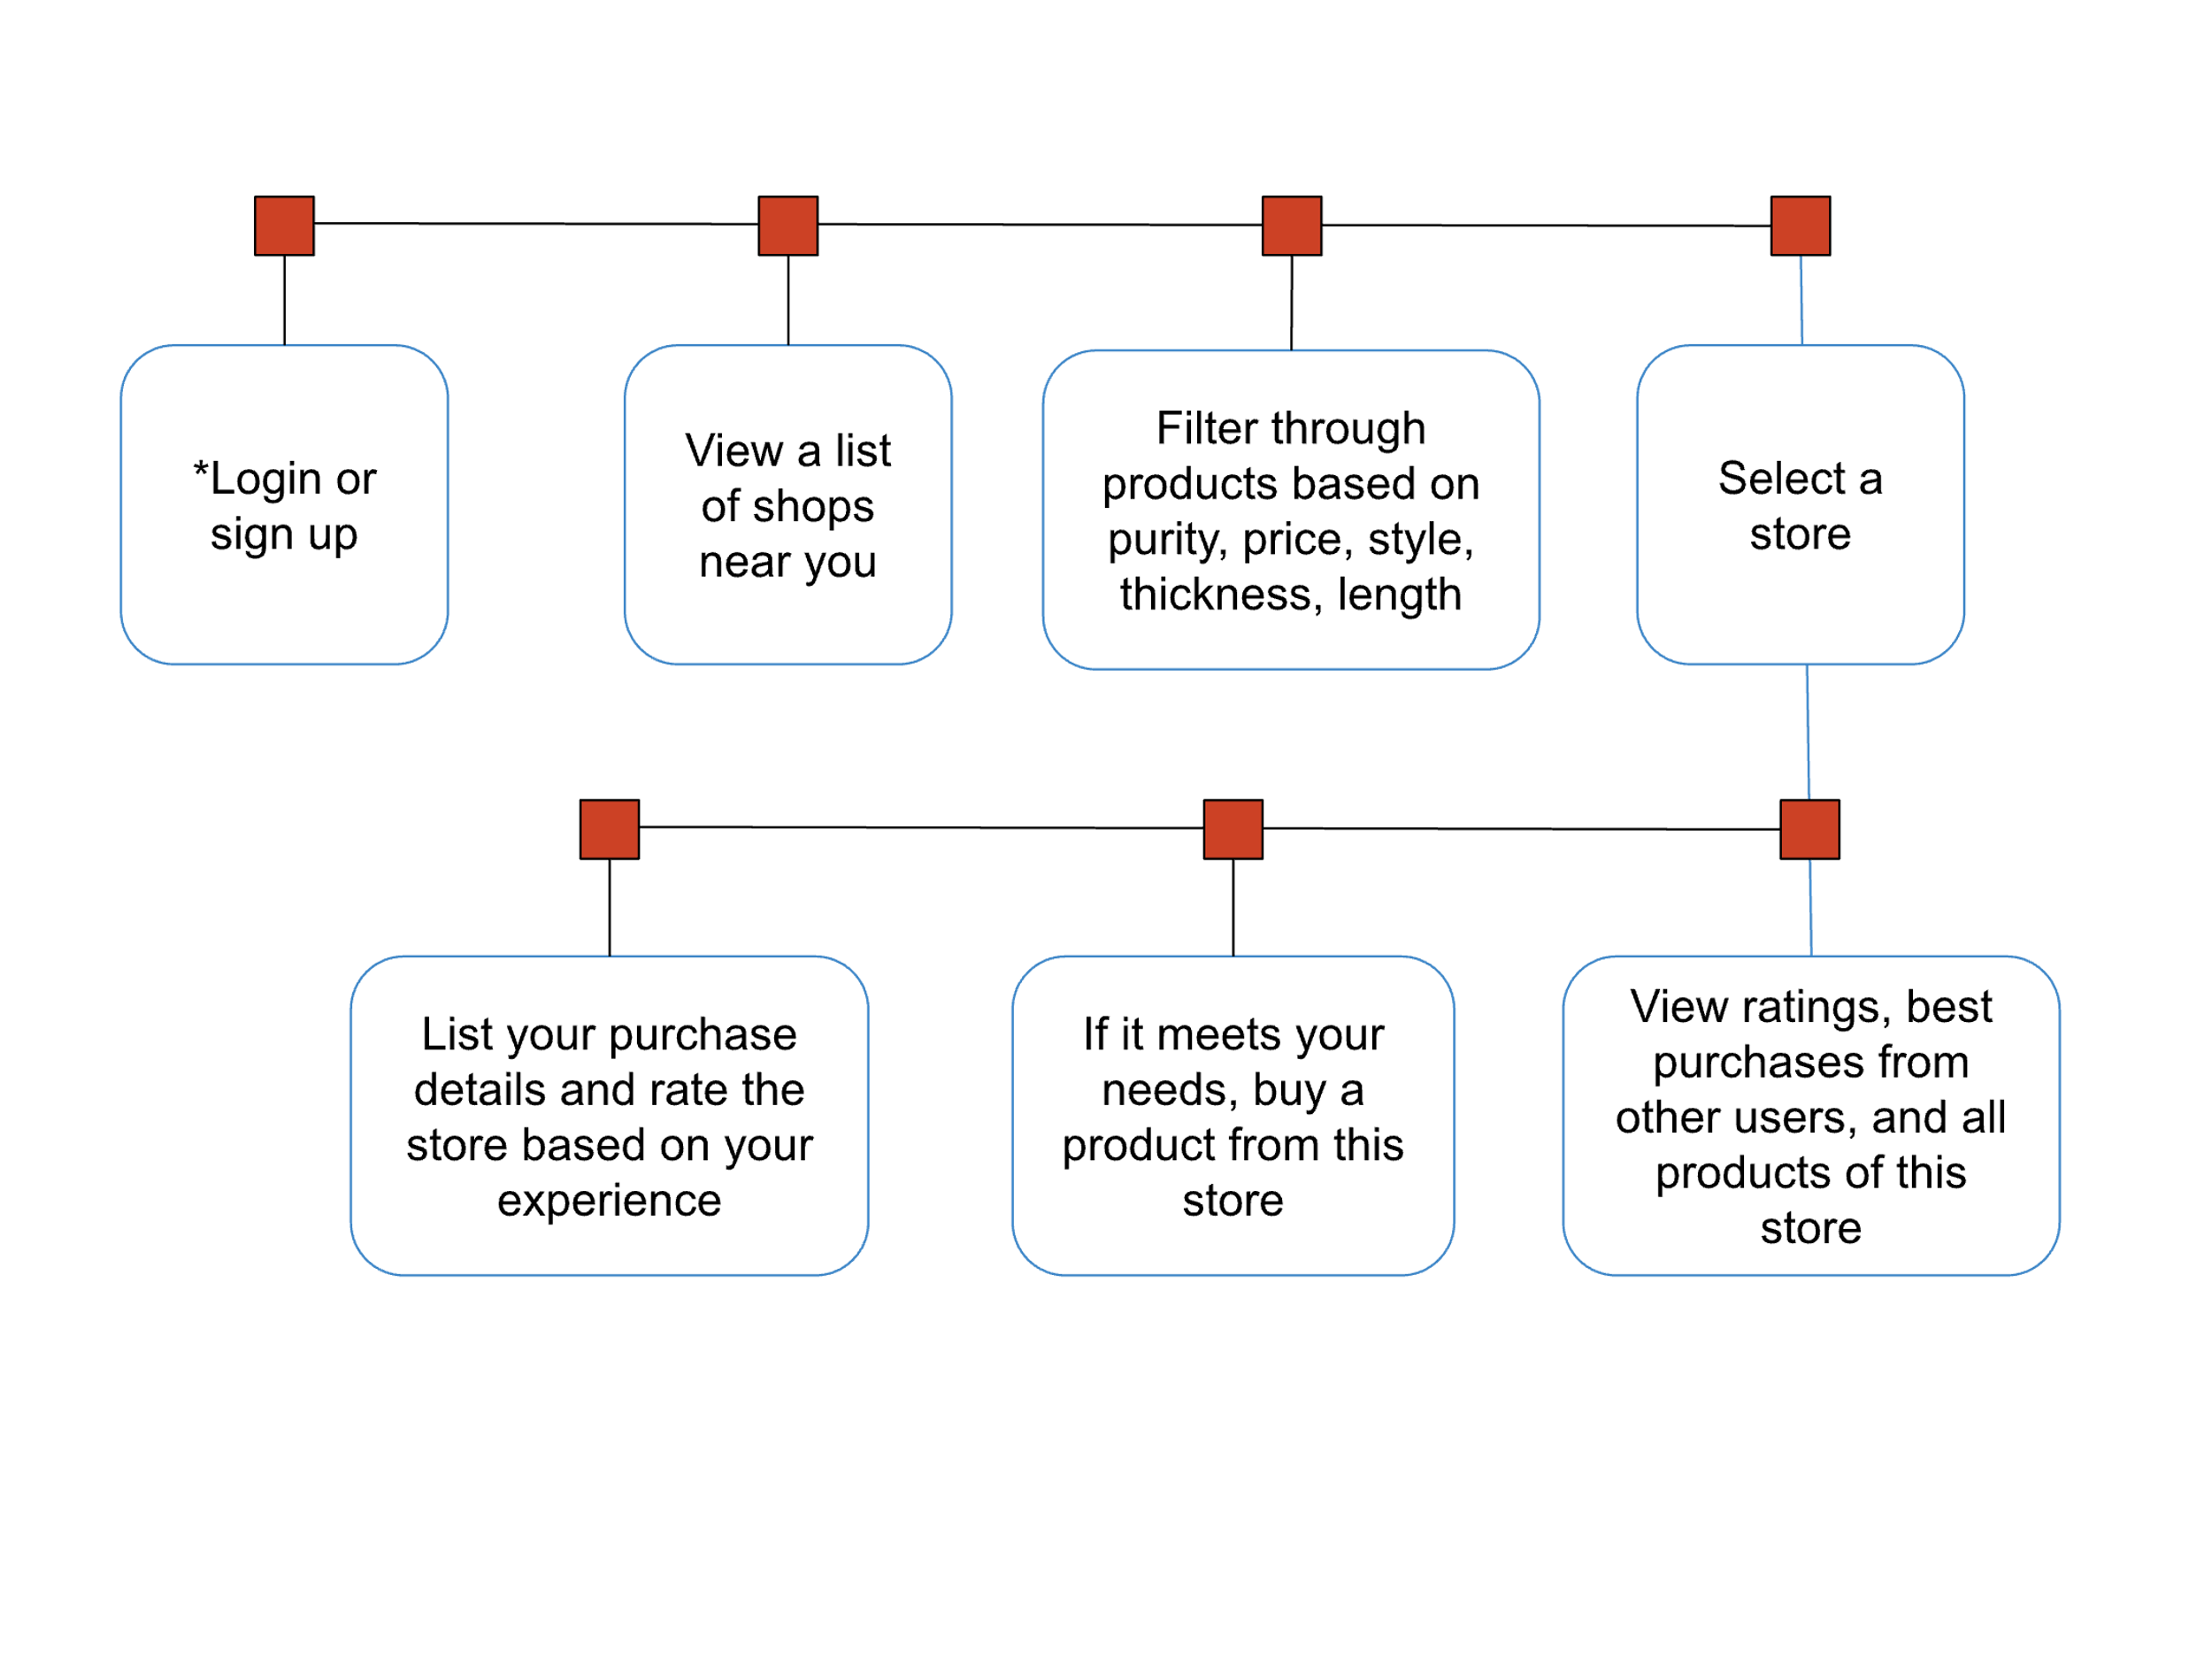 *Login or
sign up
View a list
of shops
near you
Filter through
products based on
purity, price, style,
thickness, length
Select a
store
List your purchase
details and rate the
store based on your
experience
If it meets your
needs, buy a
product from this
store
View ratings, best
purchases from
other users, and all
products of this
store